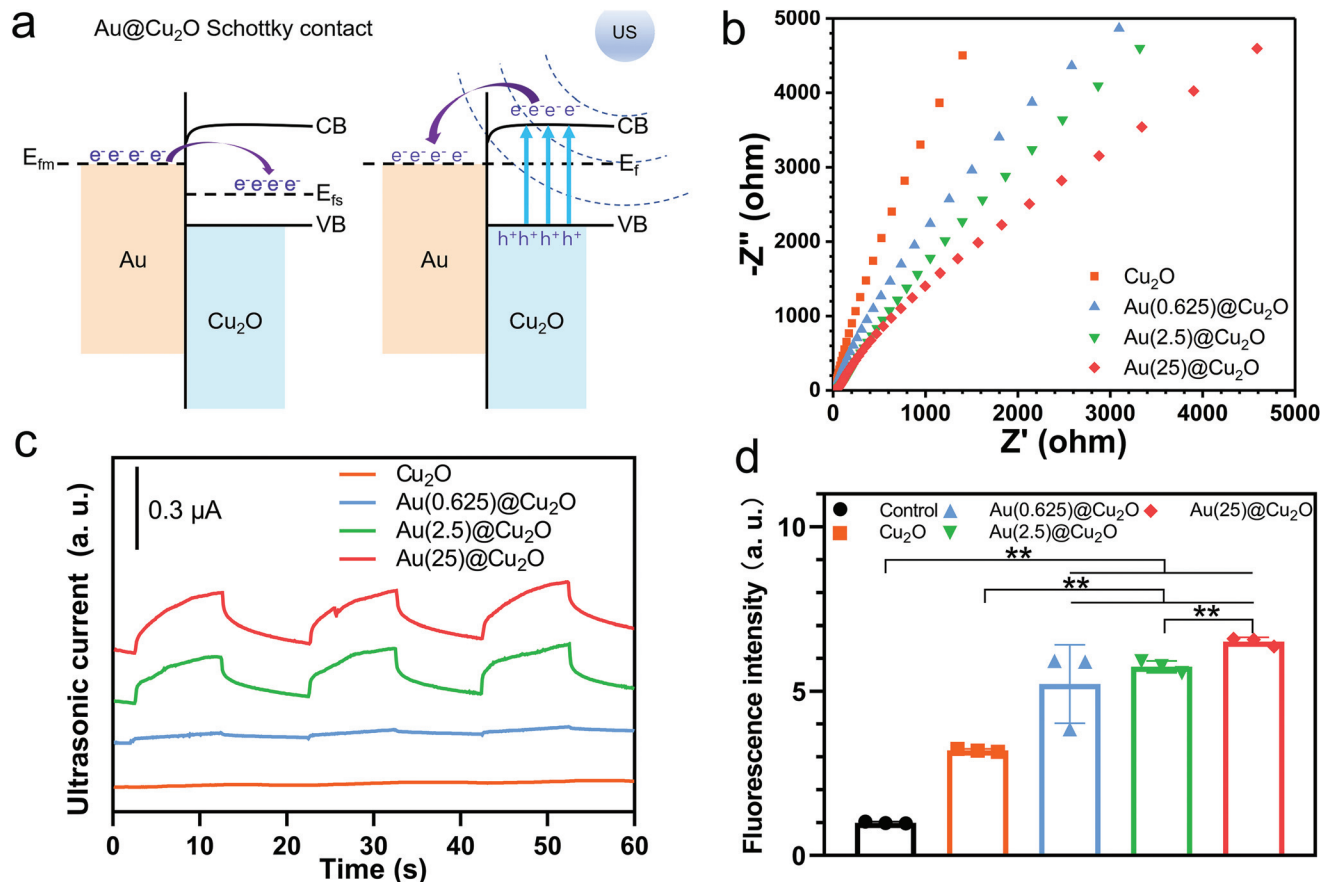 a
Au@Cu₂O Schottky contact
US
e⁻e⁻e⁻ e⁻
CB
E_fm
e⁻e⁻e⁻e⁻
E_fs
VB
Au
Cu₂O
e⁻e⁻e⁻ e⁻
CB
e⁻e⁻ e⁻ e⁻
E_f
VB
h⁺h⁺h⁺h⁺
Au
Cu₂O
b
5000
4000
3000
2000
1000
0
-Z" (ohm)
Cu₂O
Au(0.625)@Cu₂O
Au(2.5)@Cu₂O
Au(25)@Cu₂O
0 1000 2000 3000 4000 5000
Z' (ohm)
c
0.3 μA
Cu₂O
Au(0.625)@Cu₂O
Au(2.5)@Cu₂O
Au(25)@Cu₂O
Ultrasonic current (a. u.)
0 10 20 30 40 50 60
Time (s)
d
Control Au(0.625)@Cu₂O Au(25)@Cu₂O
Cu₂O Au(2.5)@Cu₂O
**
**
**
10
5
0
Fluorescence intensity (a. u.)